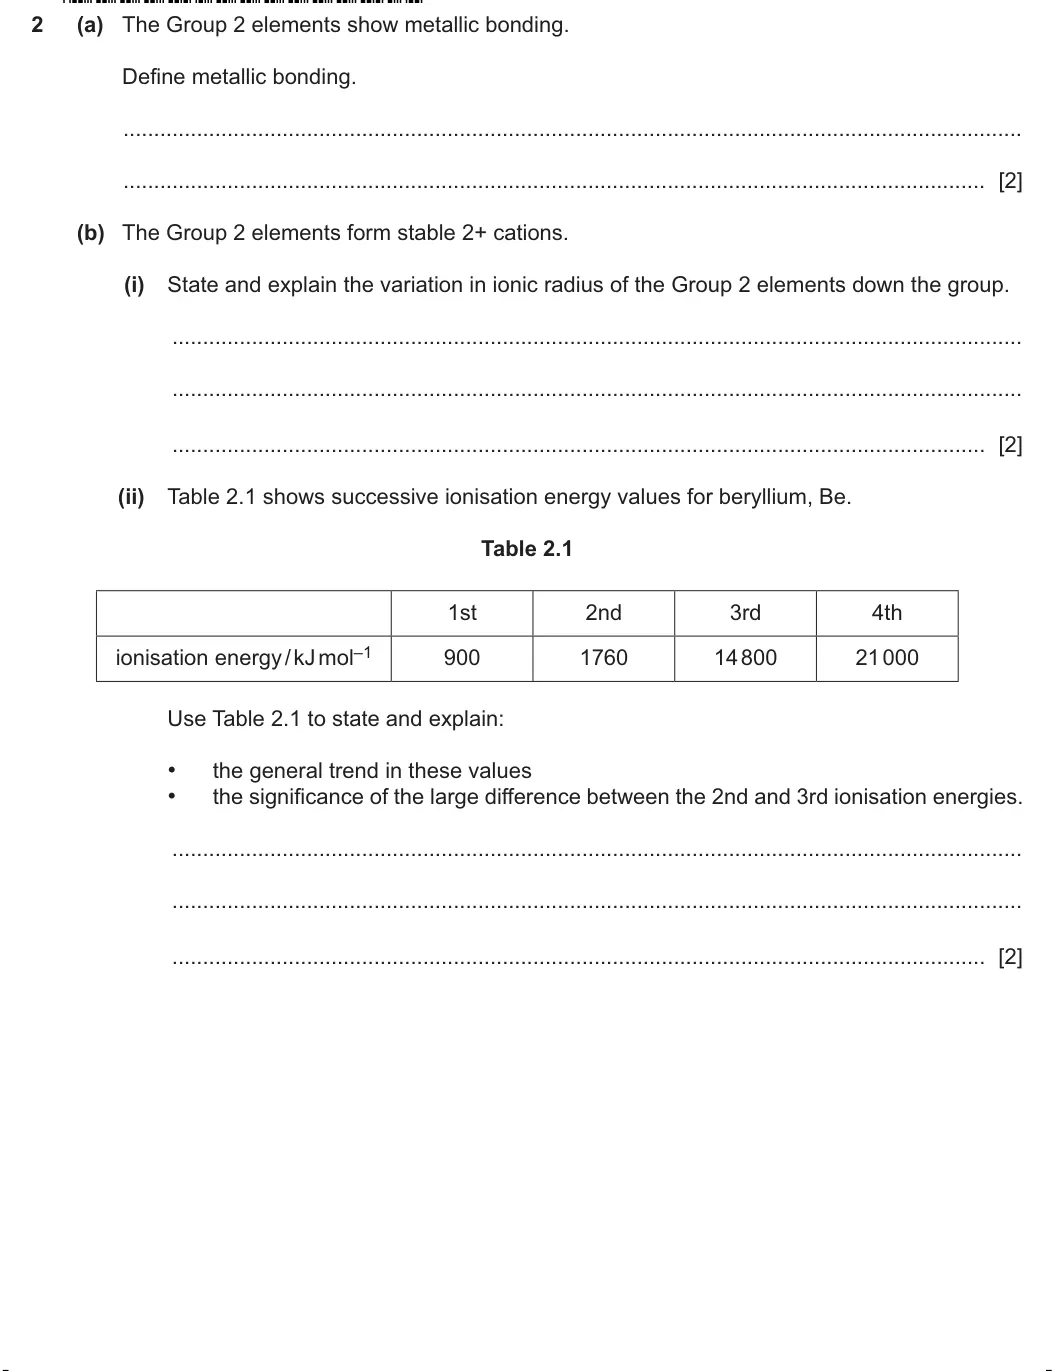 2 (a) The Group 2 elements show metallic bonding.
Define metallic bonding.
..........................................................................................................................................................
.................................................................................................................................................... [2]
(b) The Group 2 elements form stable 2+ cations.
(i) State and explain the variation in ionic radius of the Group 2 elements down the group.
..................................................................................................................................................
..................................................................................................................................................
............................................................................................................................................ [2]
(ii) Table 2.1 shows successive ionisation energy values for beryllium, Be.
Table 2.1
1st 2nd 3rd 4th
ionisation energy / kJ mol⁻¹ 900 1760 14 800 21 000
Use Table 2.1 to state and explain:
• the general trend in these values
• the significance of the large difference between the 2nd and 3rd ionisation energies.
..................................................................................................................................................
..................................................................................................................................................
............................................................................................................................................ [2]